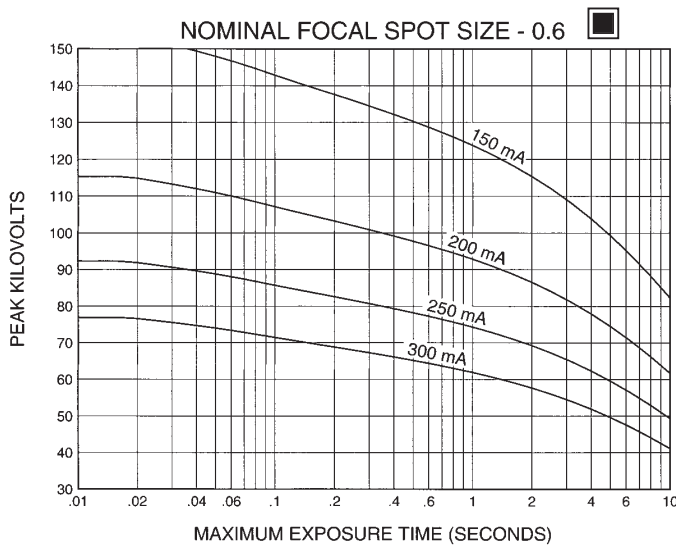 NOMINAL FOCAL SPOT SIZE - 0.6
150
140
130
120
110
100
90
80
70
60
50
40
30
PEAK KILOVOLTS
150 mA
200 mA
250 mA
300 mA
.01 .02 .04 .06 .1 .2 .4 .6 1 2 4 6 10
MAXIMUM EXPOSURE TIME (SECONDS)